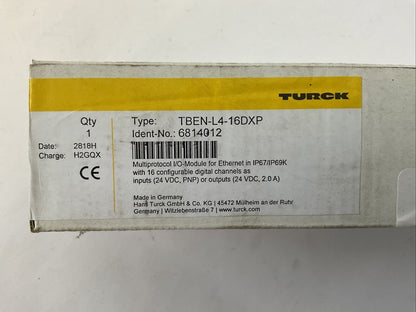 TURCK
Qty
1
Type: TBEN-L4-16DXP
Ident-No.: 6814012
Date: 2818H
Charge: H2GQX
CE
Multiprotocol I/O-Module for Ethernet in IP67/IP69K
with 16 configurable digital channels as
inputs (24 VDC, PNP) or outputs (24 VDC, 2.0 A)
Made in Germany
Hans Turck GmbH & Co. KG | 45472 Mülheim an der Ruhr
Germany | Witzlebenstraße 7 | www.turck.com